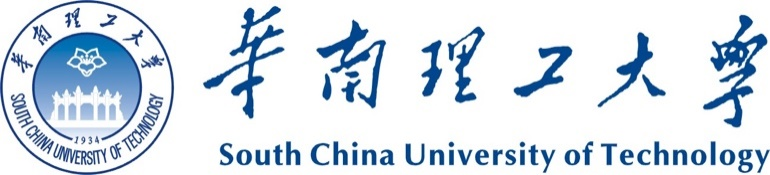 華南理工大學
1934
SOUTH CHINA UNIVERSITY OF TECHNOLOGY
華南理工大學
South China University of Technology